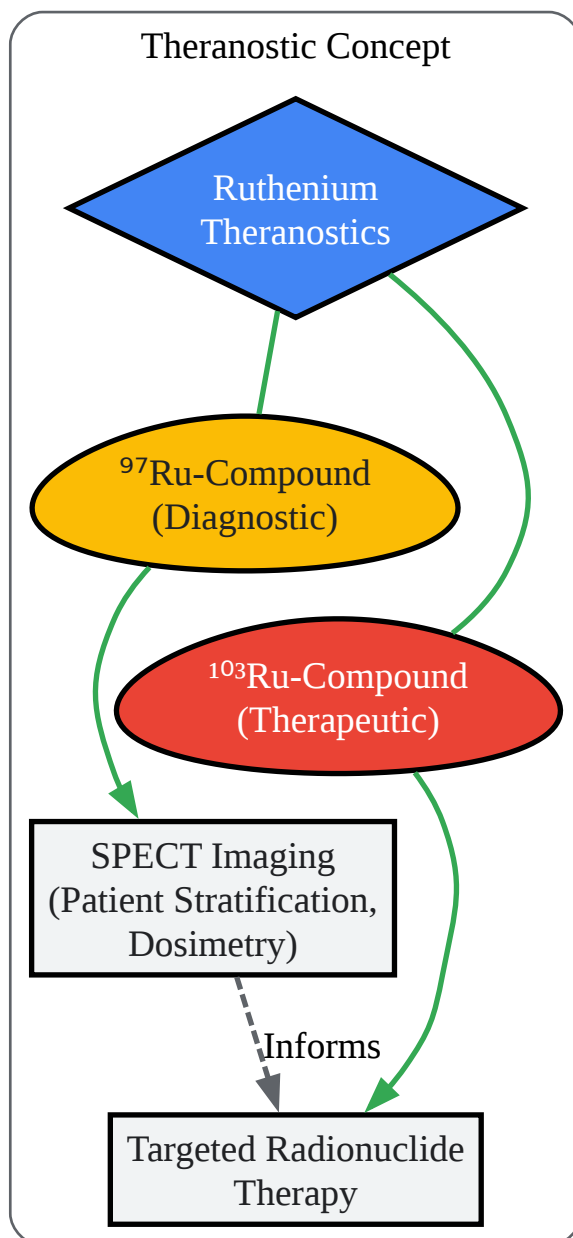 Theranostic Concept
Ruthenium
Theranostics
⁹⁷Ru-Compound
(Diagnostic)
¹⁰³Ru-Compound
(Therapeutic)
SPECT Imaging
(Patient Stratification,
Dosimetry)
Informs
Targeted Radionuclide
Therapy